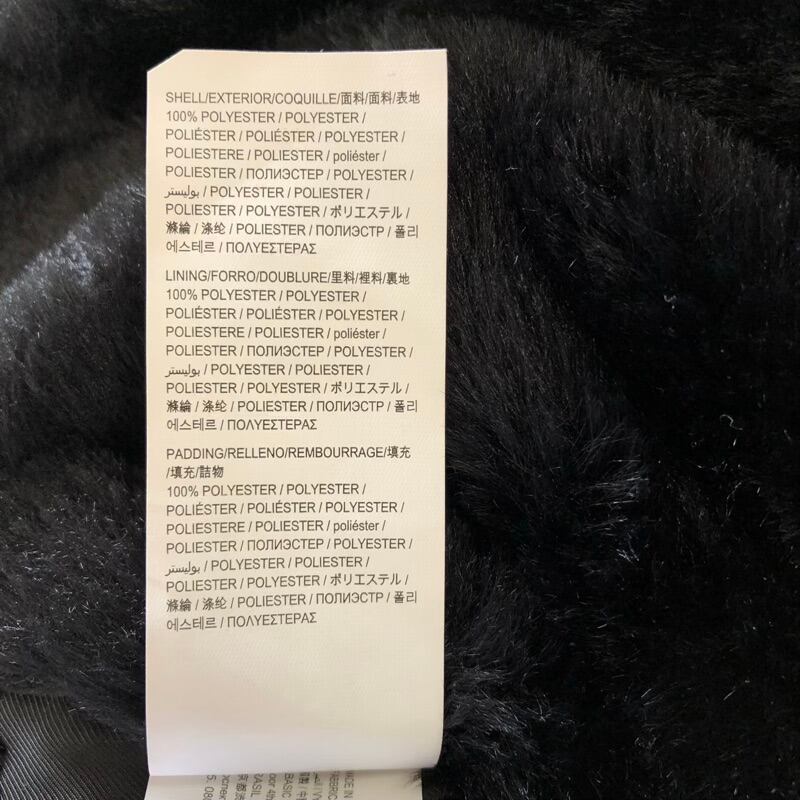 SHELL/EXTERIOR/COQUILLE/面料/面料/表地
100% POLYESTER / POLYESTER /
POLIÉSTER / POLIÉSTER / POLYESTER /
POLIESTERE / POLIESTER / poliéster /
POLIESTER / ПОЛИЭСТЕР / POLYESTER /
بوليستر / POLYESTER / POLIESTER /
POLIESTER / POLYESTER / ポリエステル /
滌綸 / 涤纶 / POLIESTER / ПОЛИЭСТР / 폴리
에스테르 / ΠΟΛΥΕΣΤΕΡΑΣ
LINING/FORRO/DOUBLURE/里料/裡料/裏地
100% POLYESTER / POLYESTER /
POLIÉSTER / POLIÉSTER / POLYESTER /
POLIESTERE / POLIESTER / poliéster /
POLIESTER / ПОЛИЭСТЕР / POLYESTER /
بوليستر / POLYESTER / POLIESTER /
POLIESTER / POLYESTER / ポリエステル /
滌綸 / 涤纶 / POLIESTER / ПОЛИЭСТР / 폴리
에스테르 / ΠΟΛΥΕΣΤΕΡΑΣ
PADDING/RELLENO/REMBOURRAGE/填充
/填充/詰物
100% POLYESTER / POLYESTER /
POLIÉSTER / POLIÉSTER / POLYESTER /
POLIESTERE / POLIESTER / poliéster /
POLIESTER / ПОЛИЭСТЕР / POLYESTER /
بوليستر / POLYESTER / POLIESTER /
POLIESTER / POLYESTER / ポリエステル /
滌綸 / 涤纶 / POLIESTER / ПОЛИЭСТР / 폴리
에스테르 / ΠΟΛΥΕΣΤΕΡΑΣ
MADE IN